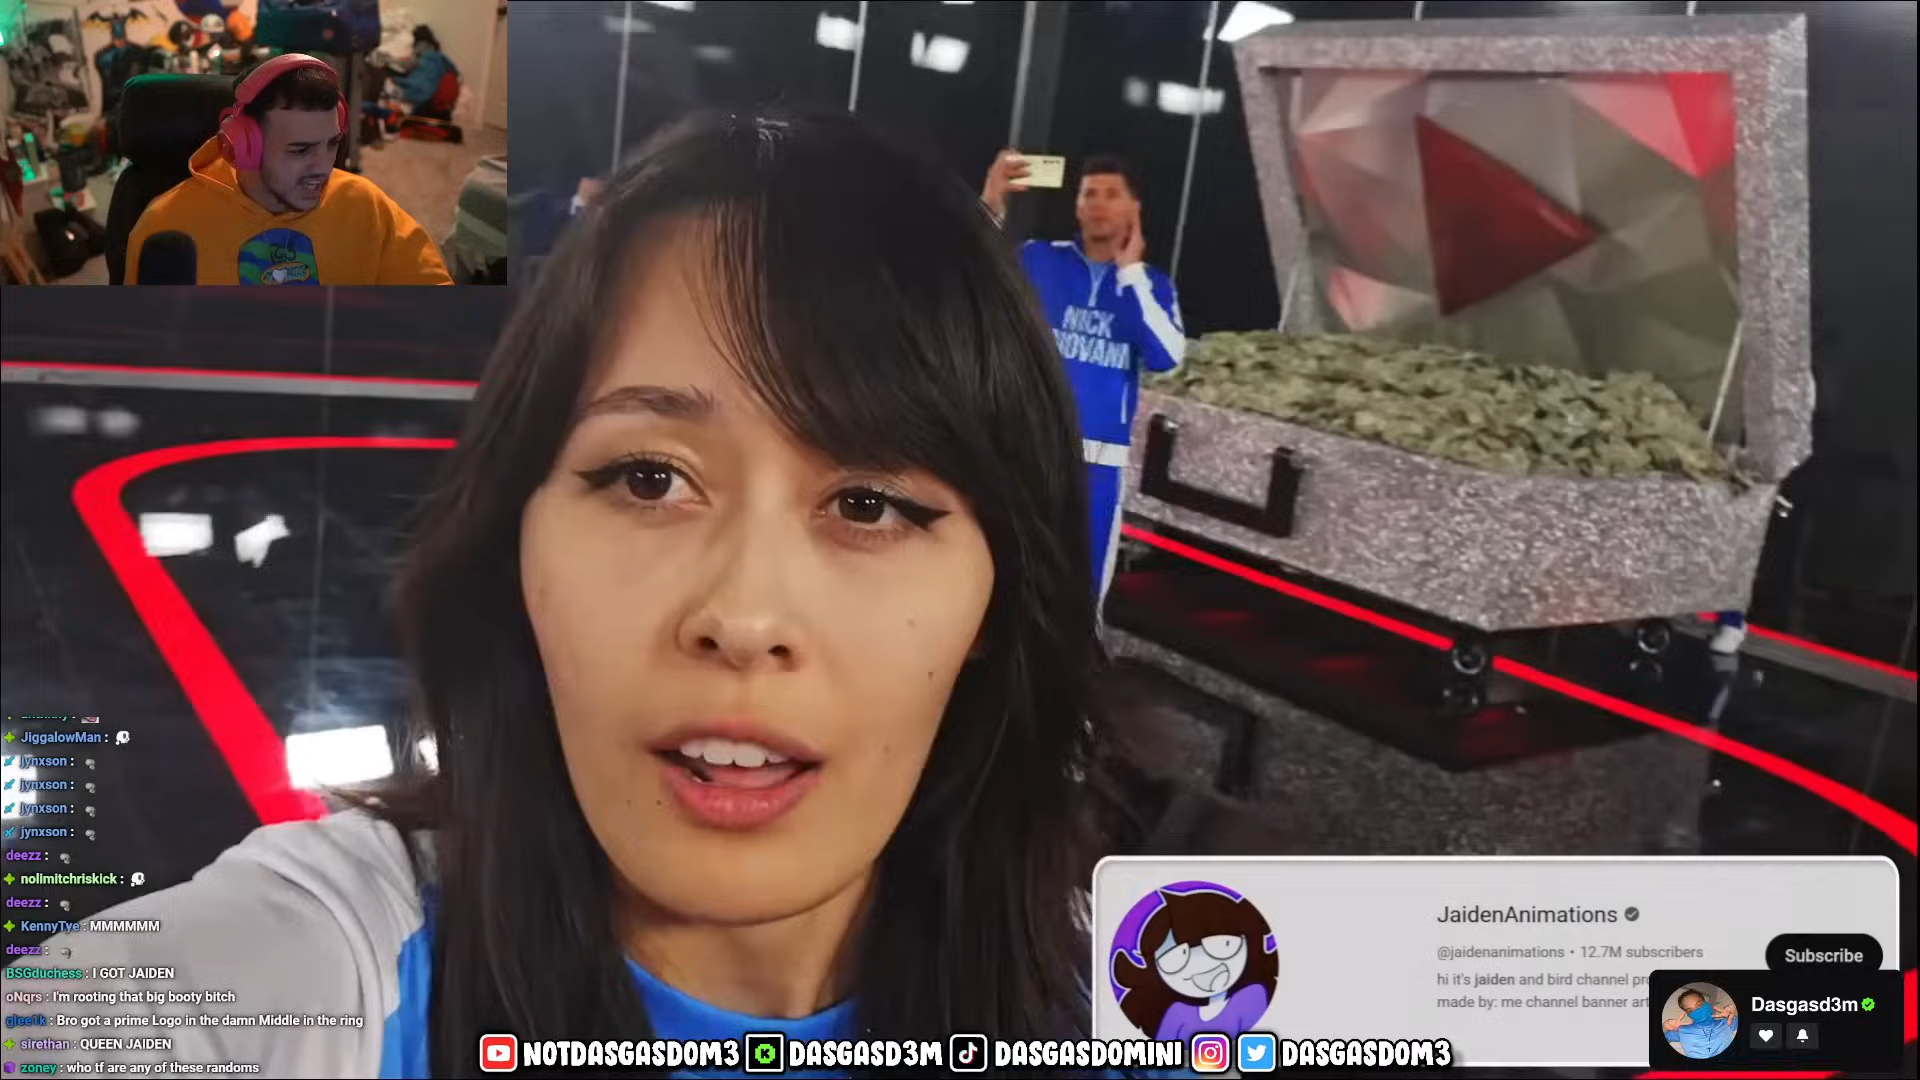 NICK
JiggalowMan :
jynxson :
jynxson :
jynxson :
jynxson :
deezz :
nolimitchriskick :
deezz :
KennyTye : MMMMMM
deezz :
BSGduchess : I GOT JAIDEN
oNqrs : I'm rooting that big booty bitch
glee1k : Bro got a prime Logo in the damn Middle in the ring
sirethan : QUEEN JAIDEN
zoney : who tf are any of these randoms
JaidenAnimations
@jaidenanimations • 12.7M subscribers
hi it's jaiden and bird channel
made by: me channel banner art
Subscribe
Dasgasd3m
NOTDASGASDOM3 K DASGASD3M DASGASDOMINI DASGASDOM3